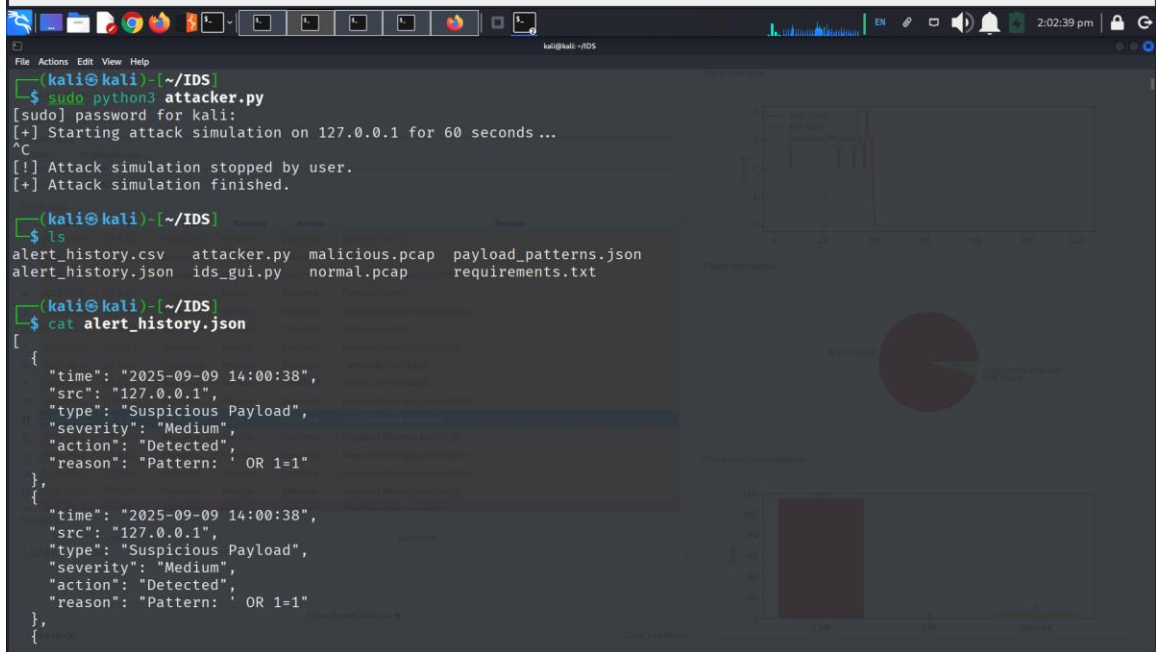 EN 2:02:39 pm
kali@kali: ~/IDS
File Actions Edit View Help
┌──(kali㉿kali)-[~/IDS]
└─$ sudo python3 attacker.py
[sudo] password for kali:
[+] Starting attack simulation on 127.0.0.1 for 60 seconds...
^C
[!] Attack simulation stopped by user.
[+] Attack simulation finished.
┌──(kali㉿kali)-[~/IDS]
└─$ ls
alert_history.csv attacker.py malicious.pcap payload_patterns.json
alert_history.json ids_gui.py normal.pcap requirements.txt
┌──(kali㉿kali)-[~/IDS]
└─$ cat alert_history.json
[
{
"time": "2025-09-09 14:00:38",
"src": "127.0.0.1",
"type": "Suspicious Payload",
"severity": "Medium",
"action": "Detected",
"reason": "Pattern: ' OR 1=1"
},
{
"time": "2025-09-09 14:00:38",
"src": "127.0.0.1",
"type": "Suspicious Payload",
"severity": "Medium",
"action": "Detected",
"reason": "Pattern: ' OR 1=1"
},
{